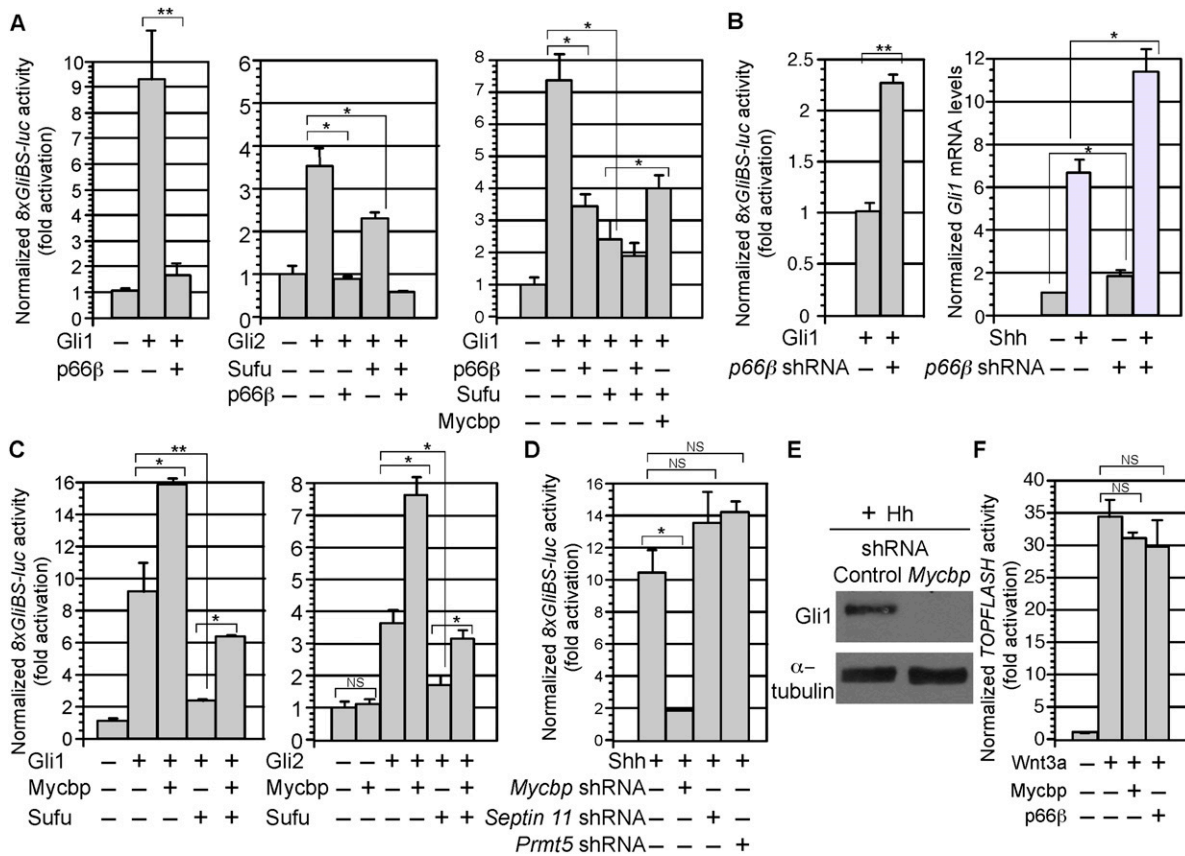 A
Normalized 8xGliBS-luc activity
(fold activation)
**
10
9
8
7
6
5
4
3
2
1
0
Gli1 – + +
p66β – – +
6
5
4
3
2
1
0
*
*
Gli2 – + + + +
Sufu – – – + +
p66β – – + – +
8
7
6
5
4
3
2
1
0
*
*
*
Gli1 – + + + + +
p66β – – + – + –
Sufu – – – + + +
Mycbp – – – – – +
B
Normalized 8xGliBS-luc activity
(fold activation)
**
2.5
2
1.5
1
0.5
0
Gli1 + +
p66β shRNA – +
Normalized Gli1 mRNA levels
*
*
12
10
8
6
4
2
0
Shh – + – +
p66β shRNA – – + +
C
Normalized 8xGliBS-luc activity
(fold activation)
**
*
*
16
14
12
10
8
6
4
2
0
Gli1 – + + + +
Mycbp – – + – +
Sufu – – – + +
*
*
*
NS
8
7
6
5
4
3
2
1
0
Gli2 – – + + + +
Mycbp – + – + – +
Sufu – – – – + +
D
Normalized 8xGliBS-luc activity
(fold activation)
NS
NS
*
16
14
12
10
8
6
4
2
0
Shh + + + +
Mycbp shRNA – + – –
Septin 11 shRNA – – + –
Prmt5 shRNA – – – +
E
+ Hh
shRNA
Control Mycbp
Gli1
α–
tubulin
F
Normalized TOPFLASH activity
(fold activation)
NS
NS
40
35
30
25
20
15
10
5
0
Wnt3a – + + +
Mycbp – – + –
p66β – – – +